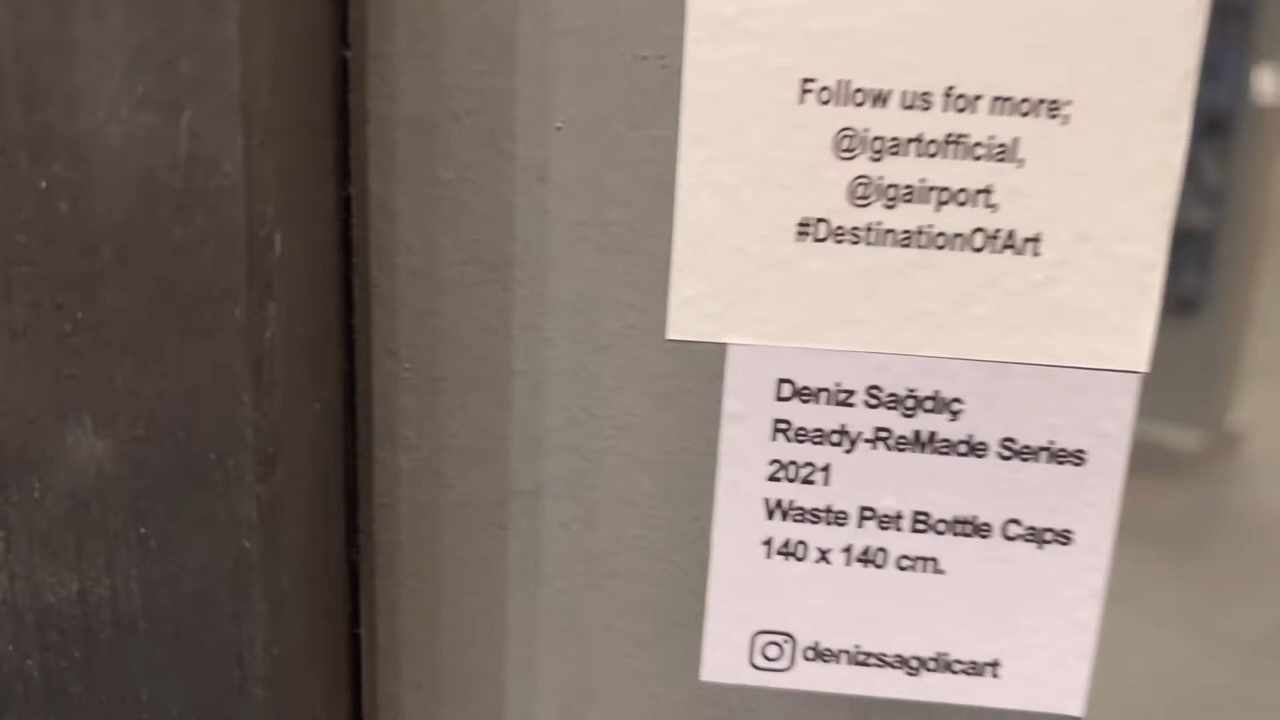 Follow us for more;
@igartofficial,
@igairport,
#DestinationOfArt
Deniz Sağdıç
Ready-ReMade Series
2021
Waste Pet Bottle Caps
140 x 140 cm.
denizsagdicart